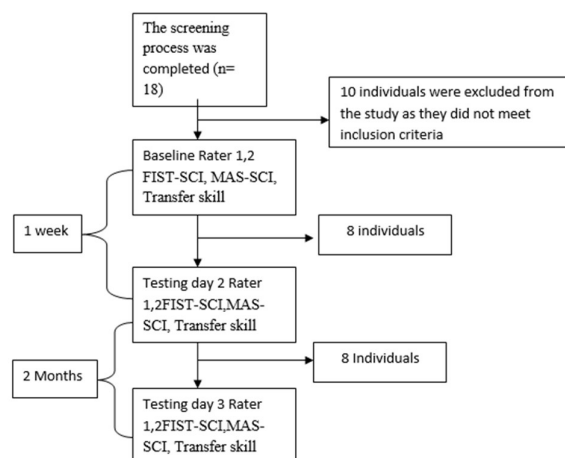 The screening
process was
completed (n=
18)
10 individuals were excluded from
the study as they did not meet
inclusion criteria
Baseline Rater 1,2
FIST-SCI, MAS-SCI,
Transfer skill
1 week
8 individuals
Testing day 2 Rater
1,2FIST-SCI,MAS-
SCI, Transfer skill
2 Months
8 Individuals
Testing day 3 Rater
1,2FIST-SCI,MAS-
SCI, Transfer skill